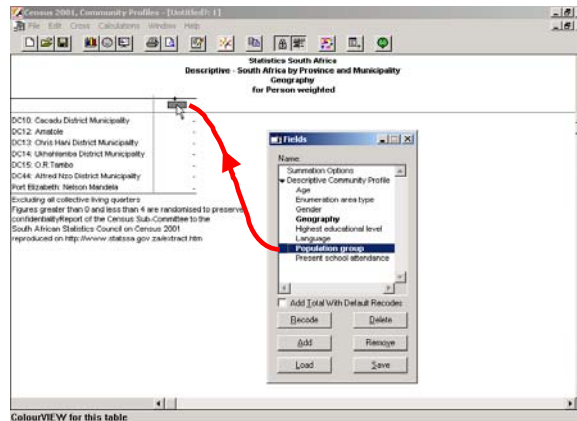 Census 2001, Community Profiles - [Untitled: 1]
File Edit Cross Calculations Window Help
Statistics South Africa
Descriptive - South Africa by Province and Municipality
Geography
for Person weighted
DC10: Cacadu District Municipality -
DC12: Amatole -
DC13: Chris Hani District Municipality -
DC14: Ukhahlamba District Municipality -
DC15: O.R.Tambo -
DC44: Alfred Nzo District Municipality -
Port Elizabeth: Nelson Mandela -
Excluding all collective living quarters
Figures greater than 0 and less than 4 are randomised to preserve
confidentialityReport of the Census Sub-Committee to the
South African Statistics Council on Census 2001
reproduced on http://www.statssa.gov.za/extract.htm
Fields
Name:
Summation Options
Descriptive Community Profile
Age
Enumeration area type
Gender
Geography
Highest educational level
Language
Population group
Present school attendance
Add Total With Default Recodes
Recode Delete
Add Remove
Load Save
ColourVIEW for this table